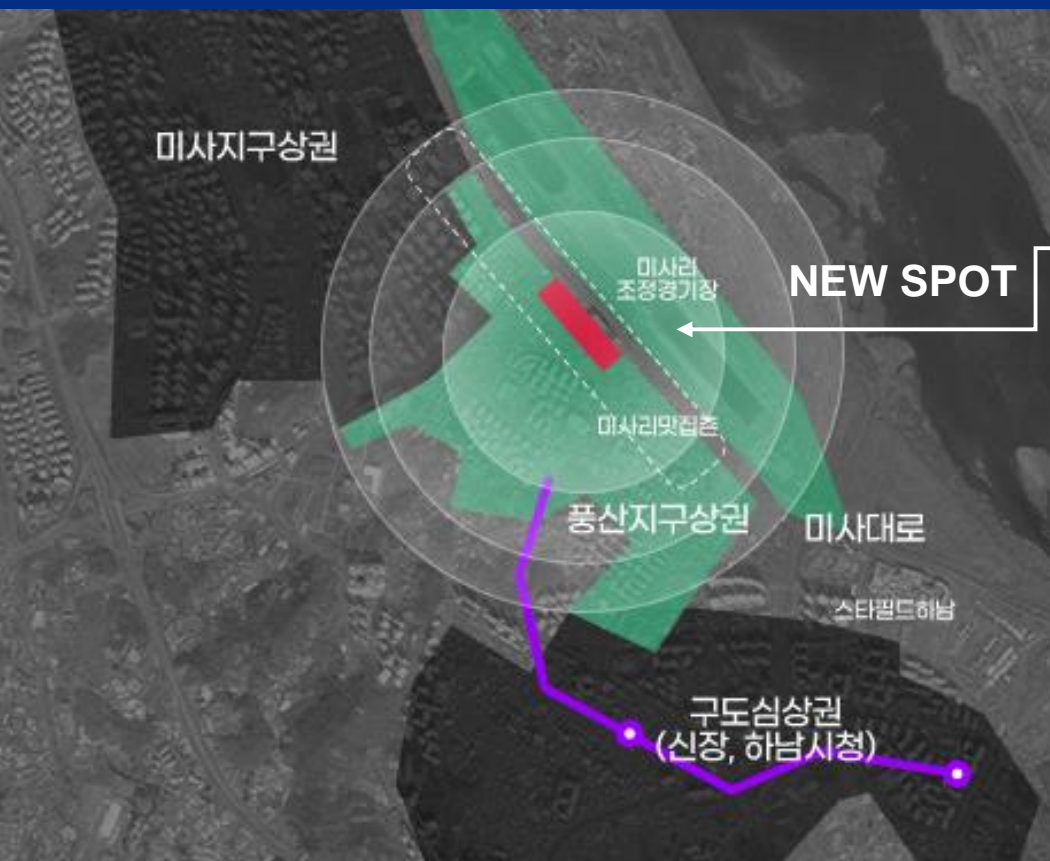 미사지구상권
미사리
조정경기장
NEW SPOT
미사리맛집촌
풍산지구상권
미사대로
스타필드하남
구도심상권
(신장, 하남시청)